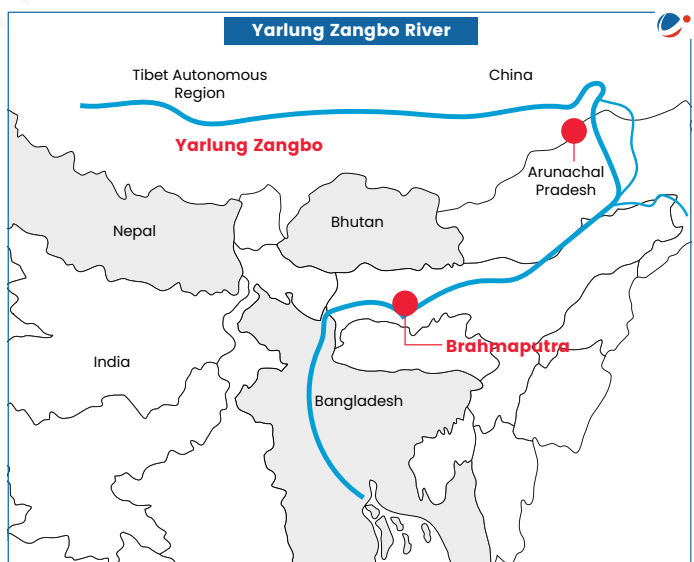 Yarlung Zangbo River
Tibet Autonomous
Region
China
Yarlung Zangbo
Arunachal
Pradesh
Nepal
Bhutan
Brahmaputra
India
Bangladesh